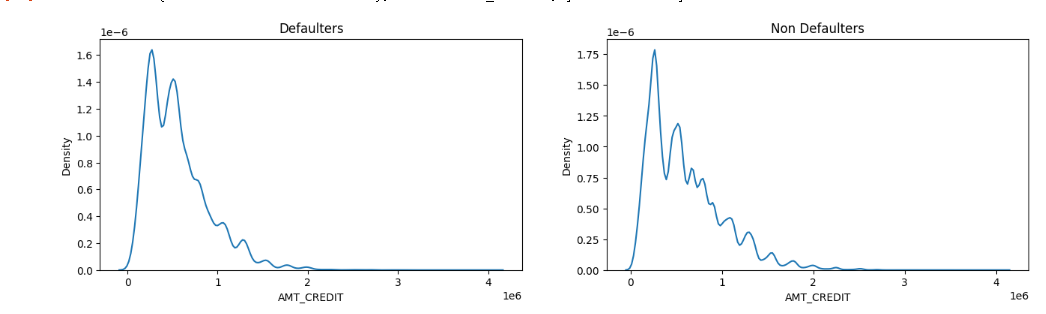 Defaulters
1e−6
1.6
1.4
1.2
1.0
0.8
0.6
0.4
0.2
0.0
Density
0
1
2
3
4
1e6
AMT_CREDIT
Non Defaulters
1e−6
1.75
1.50
1.25
1.00
0.75
0.50
0.25
0.00
Density
0
1
2
3
4
1e6
AMT_CREDIT